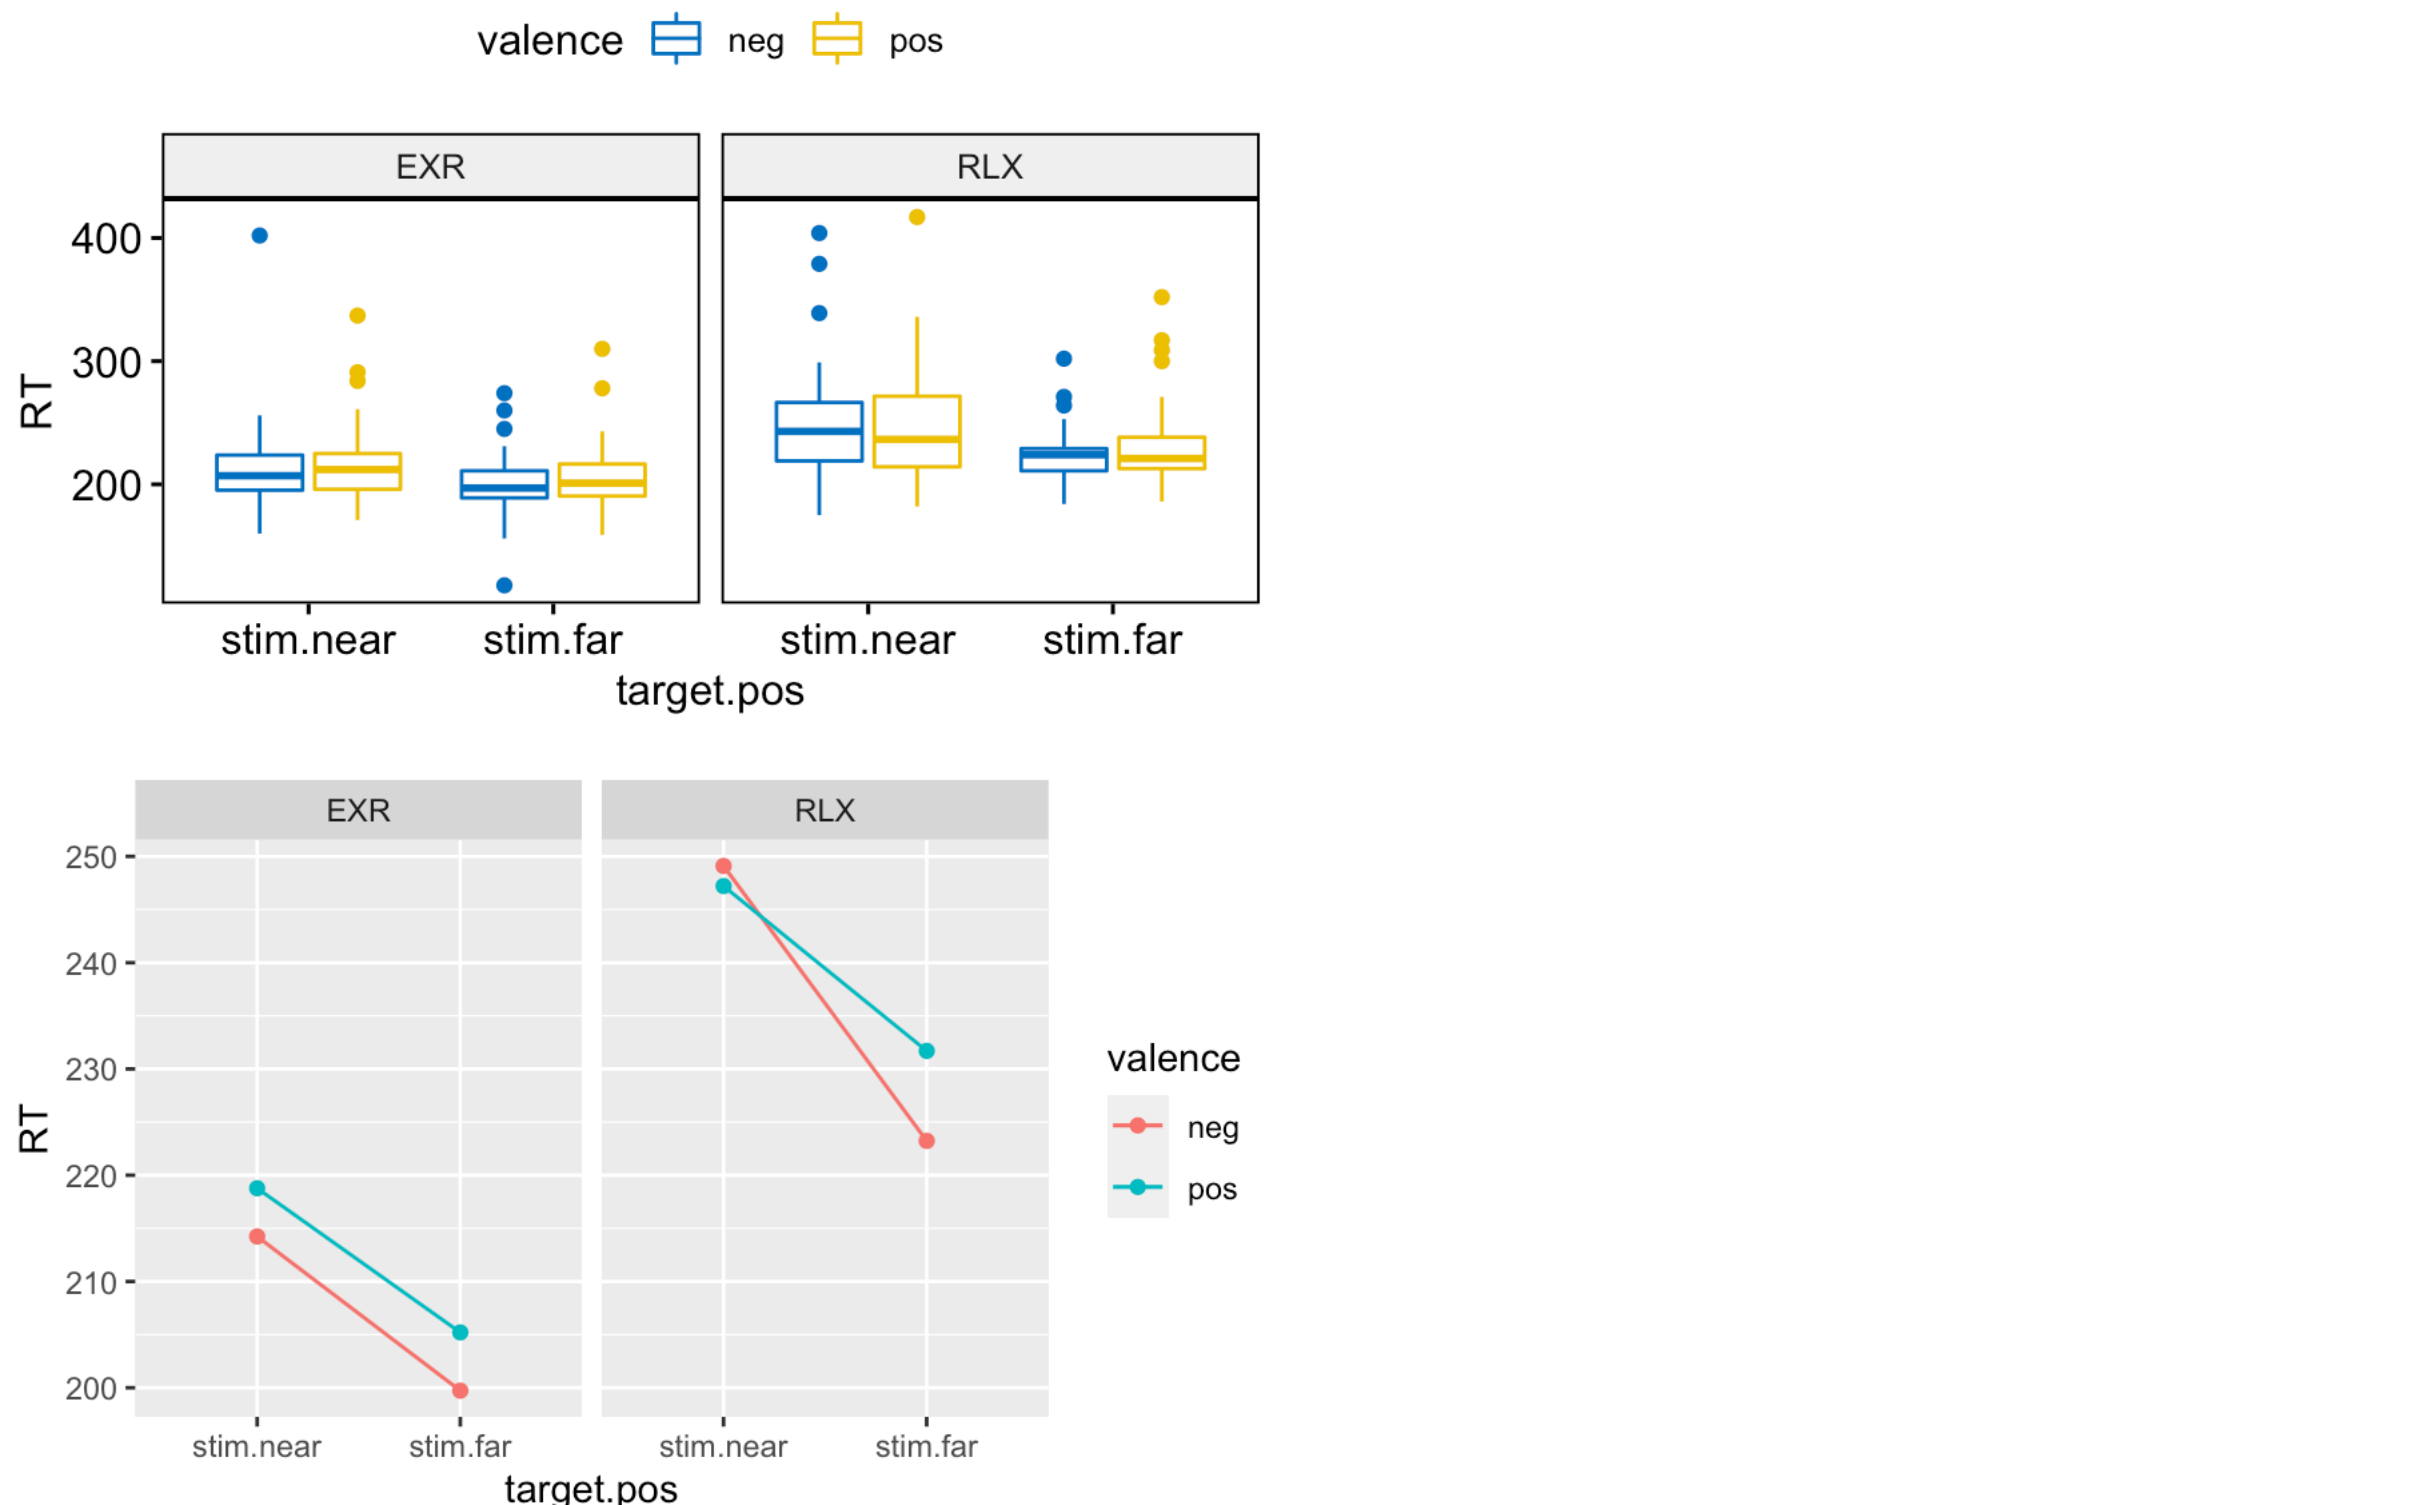 valence neg pos
EXR RLX
400
300
200
RT
stim.near stim.far stim.near stim.far
target.pos
EXR RLX
250
240
230
220
210
200
RT
valence
neg
pos
stim.near stim.far stim.near stim.far
target.pos